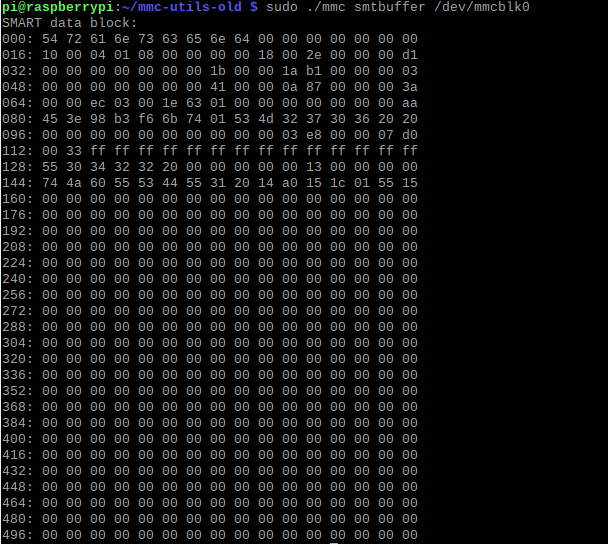 pi@raspberrypi:~/mmc-utils-old $ sudo ./mmc smtbuffer /dev/mmcblk0
SMART data block:
000: 54 72 61 6e 73 63 65 6e 64 00 00 00 00 00 00 00
016: 10 00 04 01 08 00 00 00 00 18 00 2e 00 00 00 d1
032: 00 00 00 00 00 00 00 1b 00 00 1a b1 00 00 00 03
048: 00 00 00 00 00 00 00 41 00 00 0a 87 00 00 00 3a
064: 00 00 ec 03 00 1e 63 01 00 00 00 00 00 00 00 aa
080: 45 3e 98 b3 f6 6b 74 01 53 4d 32 37 30 36 20 20
096: 00 00 00 00 00 00 00 00 00 00 03 e8 00 00 07 d0
112: 00 33 ff ff ff ff ff ff ff ff ff ff ff ff ff ff
128: 55 30 34 32 32 20 00 00 00 00 00 13 00 00 00 00
144: 74 4a 60 55 53 44 55 31 20 14 a0 15 1c 01 55 15
160: 00 00 00 00 00 00 00 00 00 00 00 00 00 00 00 00
176: 00 00 00 00 00 00 00 00 00 00 00 00 00 00 00 00
192: 00 00 00 00 00 00 00 00 00 00 00 00 00 00 00 00
208: 00 00 00 00 00 00 00 00 00 00 00 00 00 00 00 00
224: 00 00 00 00 00 00 00 00 00 00 00 00 00 00 00 00
240: 00 00 00 00 00 00 00 00 00 00 00 00 00 00 00 00
256: 00 00 00 00 00 00 00 00 00 00 00 00 00 00 00 00
272: 00 00 00 00 00 00 00 00 00 00 00 00 00 00 00 00
288: 00 00 00 00 00 00 00 00 00 00 00 00 00 00 00 00
304: 00 00 00 00 00 00 00 00 00 00 00 00 00 00 00 00
320: 00 00 00 00 00 00 00 00 00 00 00 00 00 00 00 00
336: 00 00 00 00 00 00 00 00 00 00 00 00 00 00 00 00
352: 00 00 00 00 00 00 00 00 00 00 00 00 00 00 00 00
368: 00 00 00 00 00 00 00 00 00 00 00 00 00 00 00 00
384: 00 00 00 00 00 00 00 00 00 00 00 00 00 00 00 00
400: 00 00 00 00 00 00 00 00 00 00 00 00 00 00 00 00
416: 00 00 00 00 00 00 00 00 00 00 00 00 00 00 00 00
432: 00 00 00 00 00 00 00 00 00 00 00 00 00 00 00 00
448: 00 00 00 00 00 00 00 00 00 00 00 00 00 00 00 00
464: 00 00 00 00 00 00 00 00 00 00 00 00 00 00 00 00
480: 00 00 00 00 00 00 00 00 00 00 00 00 00 00 00 00
496: 00 00 00 00 00 00 00 00 00 00 00 00 00 00 00 00